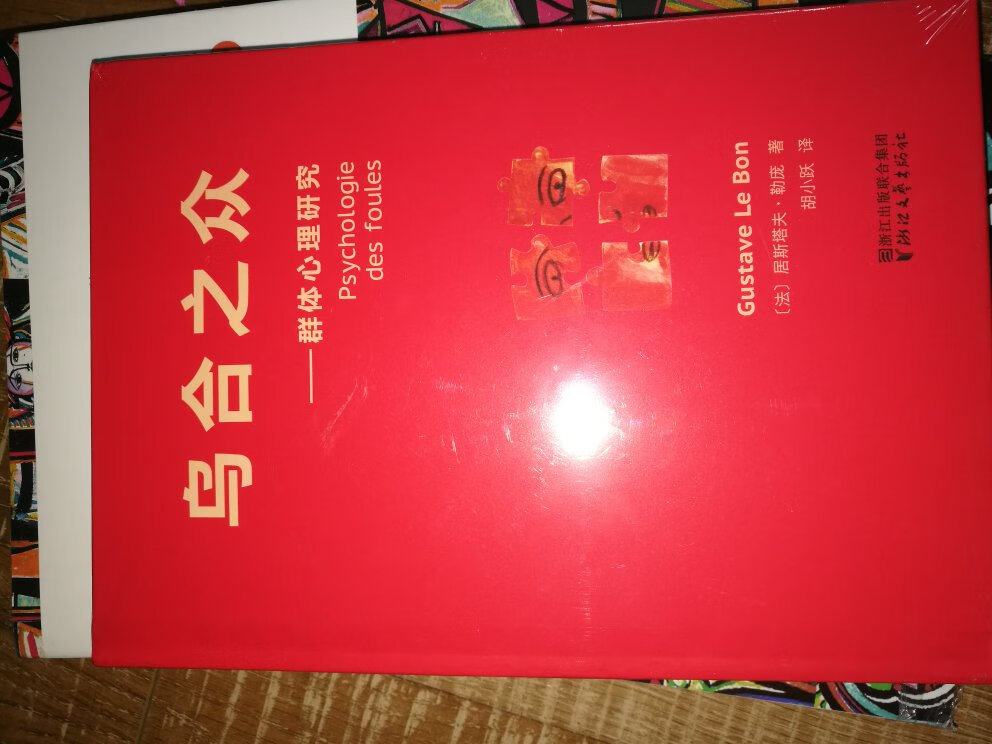 乌合之众
——群体心理研究
Psychologie
des foules
Gustave Le Bon
〔法〕居斯塔夫·勒庞 著
胡小跃 译
浙江出版联合集团
浙江文艺出版社